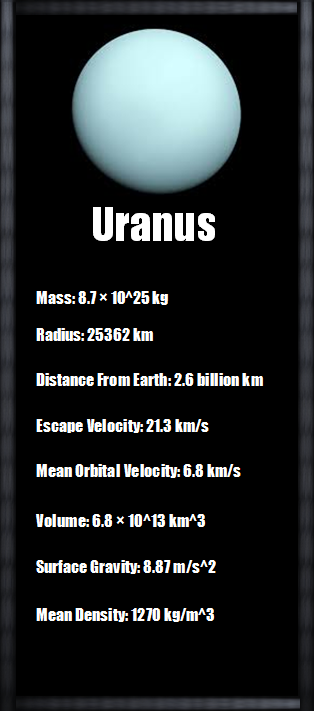 Uranus
Mass: 8.7 × 10^25 kg
Radius: 25362 km
Distance From Earth: 2.6 billion km
Escape Velocity: 21.3 km/s
Mean Orbital Velocity: 6.8 km/s
Volume: 6.8 × 10^13 km^3
Surface Gravity: 8.87 m/s^2
Mean Density: 1270 kg/m^3